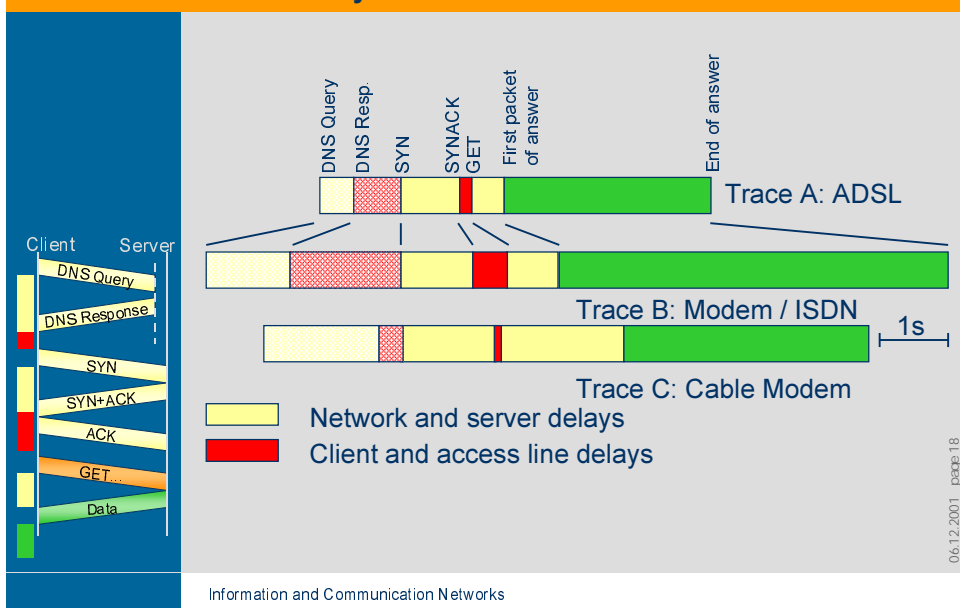 DNS Query
DNS Resp.
SYN
SYNACK
GET
First packet
of answer
End of answer
Trace A: ADSL
Trace B: Modem / ISDN
1s
Trace C: Cable Modem
Network and server delays
Client and access line delays
Client
Server
DNS Query
DNS Response
SYN
SYN+ACK
ACK
GET...
Data
06.12.2001 page 18
Information and Communication Networks